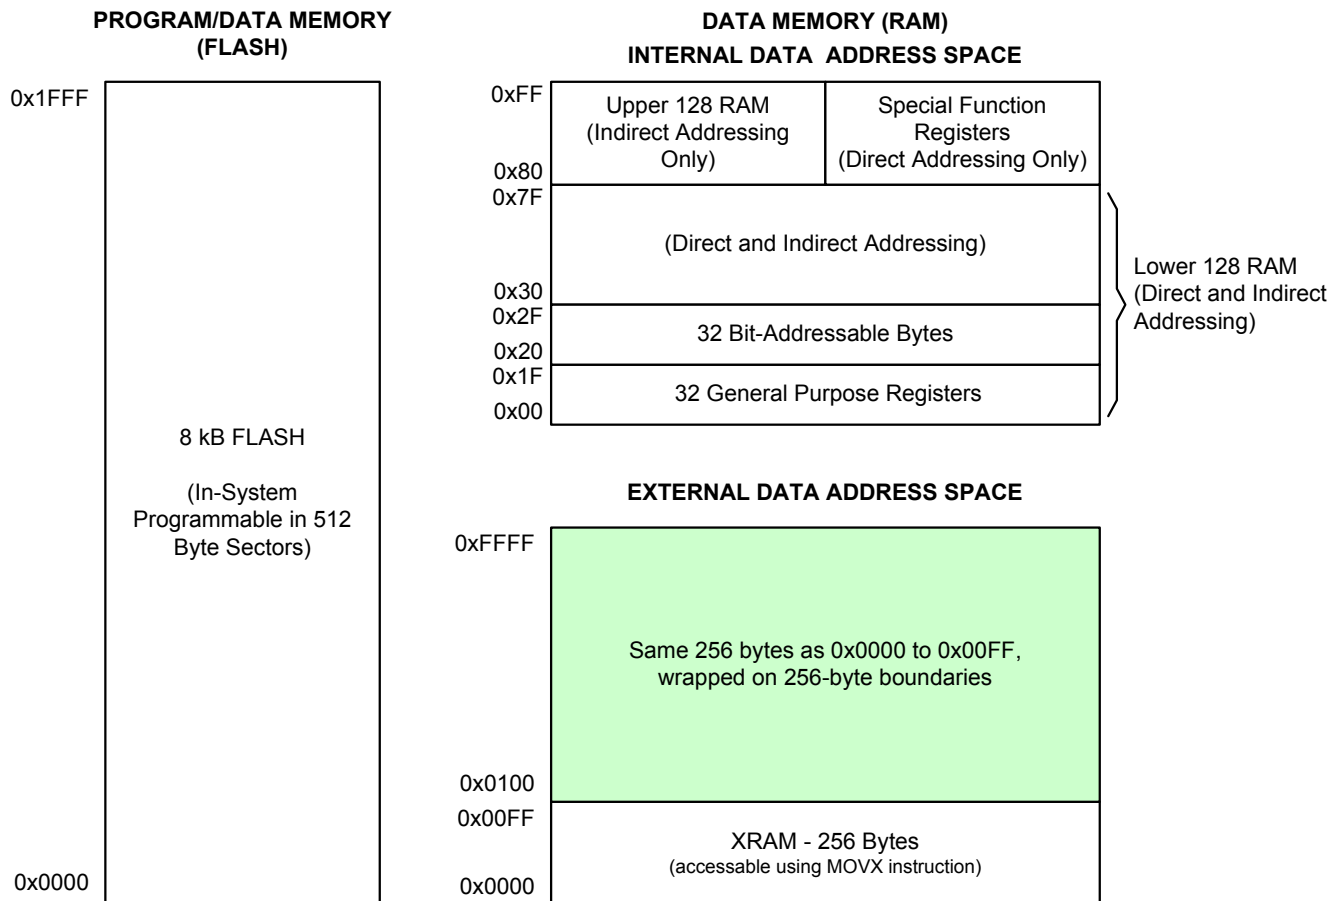 PROGRAM/DATA MEMORY
(FLASH)
0x1FFF
8 kB FLASH
(In-System
Programmable in 512
Byte Sectors)
0x0000
DATA MEMORY (RAM)
INTERNAL DATA ADDRESS SPACE
0xFF
Upper 128 RAM
(Indirect Addressing
Only)
Special Function
Registers
(Direct Addressing Only)
0x80
0x7F
(Direct and Indirect Addressing)
0x30
0x2F
32 Bit-Addressable Bytes
0x20
0x1F
32 General Purpose Registers
0x00
Lower 128 RAM
(Direct and Indirect
Addressing)
EXTERNAL DATA ADDRESS SPACE
0xFFFF
Same 256 bytes as 0x0000 to 0x00FF,
wrapped on 256-byte boundaries
0x0100
0x00FF
XRAM - 256 Bytes
(accessable using MOVX instruction)
0x0000